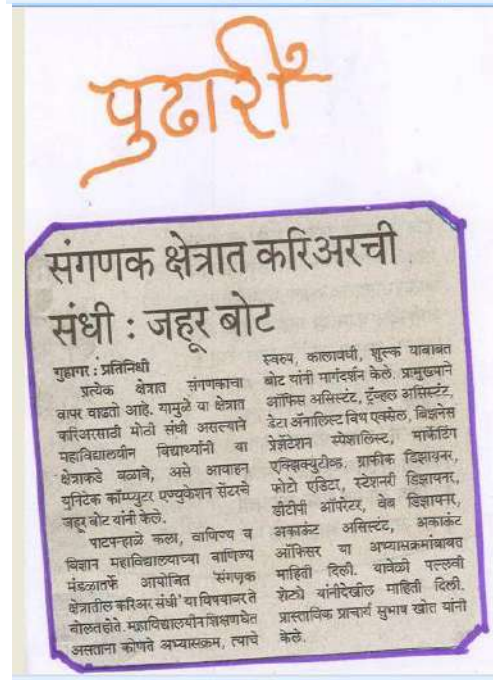 पुढारी
संगणक क्षेत्रात करिअरची
संधी : जहूर बोट
गुहागर : प्रतिनिधी
प्रत्येक क्षेत्रात संगणकाचा
वापर वाढतो आहे. यामुळे या क्षेत्रात
करिअरसाठी मोठी संधी असल्याने
महाविद्यालयीन विद्यार्थ्यांनी या
क्षेत्राकडे वळावे, असे आवाहन
युनिटेक कॉम्प्युटर एज्युकेशन सेंटरचे
जहूर बोट यांनी केले.
पाटपन्हाळे कला, वाणिज्य व
विज्ञान महाविद्यालयाच्या वाणिज्य
मंडळातर्फे आयोजित 'संगणक
क्षेत्रातील करिअर संधी' या विषयावर ते
बोलत होते. महाविद्यालयीन शिक्षण घेत
असताना कोणते अभ्यासक्रम, त्याचे
स्वरुप, कालावधी, शुल्क याबाबत
बोट यांनी मार्गदर्शन केले. प्रामुख्याने
ऑफिस असिस्टंट, ट्रॅव्हल असिस्टंट,
डेटा अ‍ॅनालिस्ट विथ एक्सेल, बिझनेस
प्रेझेंटेशन स्पेशालिस्ट, मार्केटिंग
एक्झिक्युटीव्ह, ग्राफीक डिझायनर,
फोटो एडिटर, स्टेशनरी डिझायनर,
डीटीपी ऑपरेटर, वेब डिझायनर,
अकाऊंट असिस्टंट, अकाऊंट
ऑफिसर या अभ्यासक्रमांबाबत
माहिती दिली. यावेळी पल्लवी
शेट्ये यांनीदेखील माहिती दिली.
प्रास्ताविक प्राचार्य सुभाष खोत यांनी
केले.